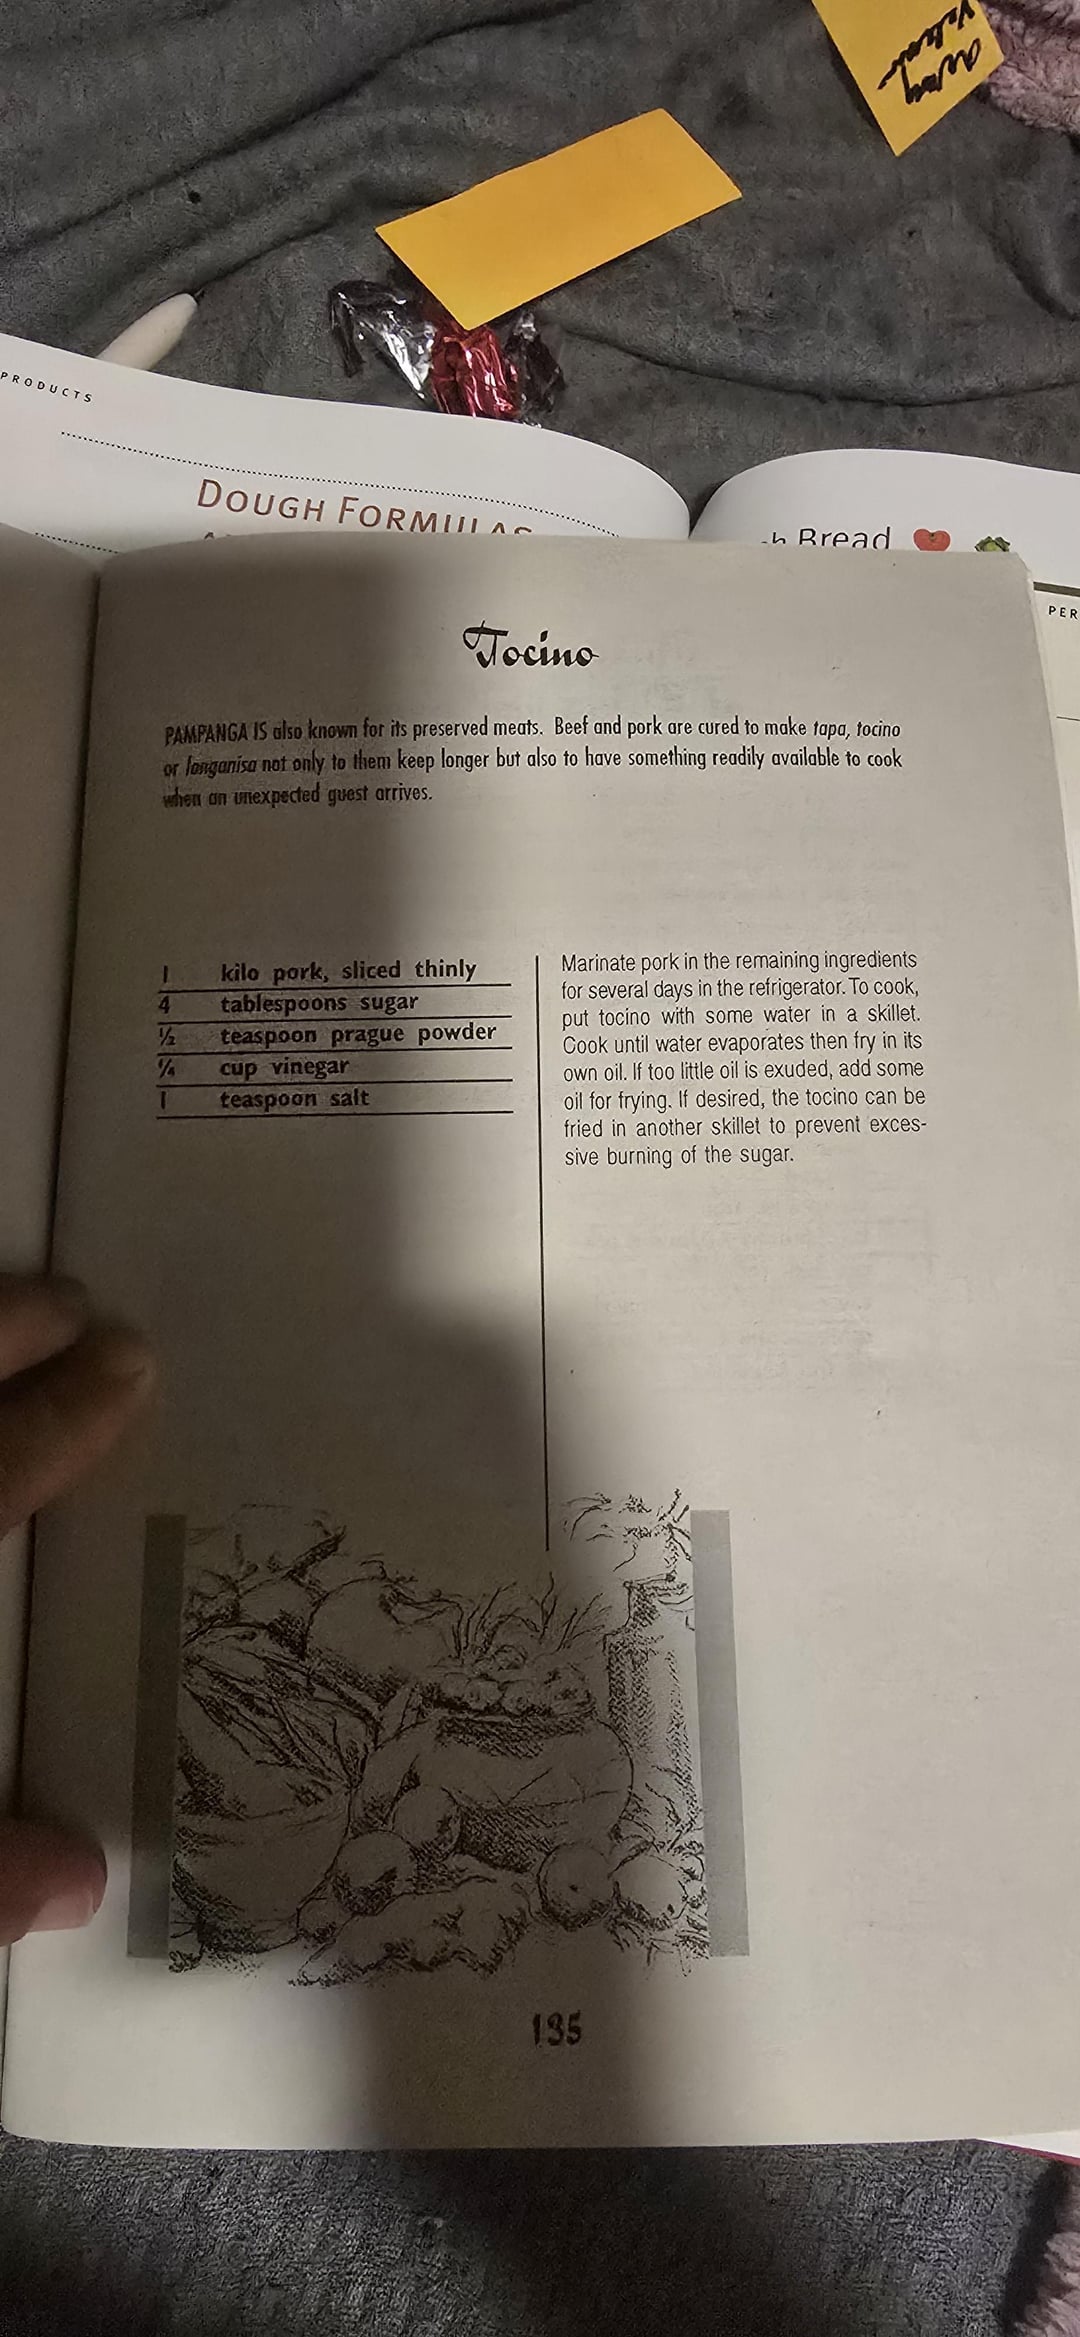 PRODUCTS
DOUGH FORMULAS
Bread
PER
Tocino
PAMPANGA IS also known for its preserved meats. Beef and pork are cured to make tapa, tocino
or longanisa not only to them keep longer but also to have something readily available to cook
when an unexpected guest arrives.
1 kilo pork, sliced thinly
4 tablespoons sugar
½ teaspoon prague powder
¼ cup vinegar
1 teaspoon salt
Marinate pork in the remaining ingredients
for several days in the refrigerator. To cook,
put tocino with some water in a skillet.
Cook until water evaporates then fry in its
own oil. If too little oil is exuded, add some
oil for frying. If desired, the tocino can be
fried in another skillet to prevent exces-
sive burning of the sugar.
135